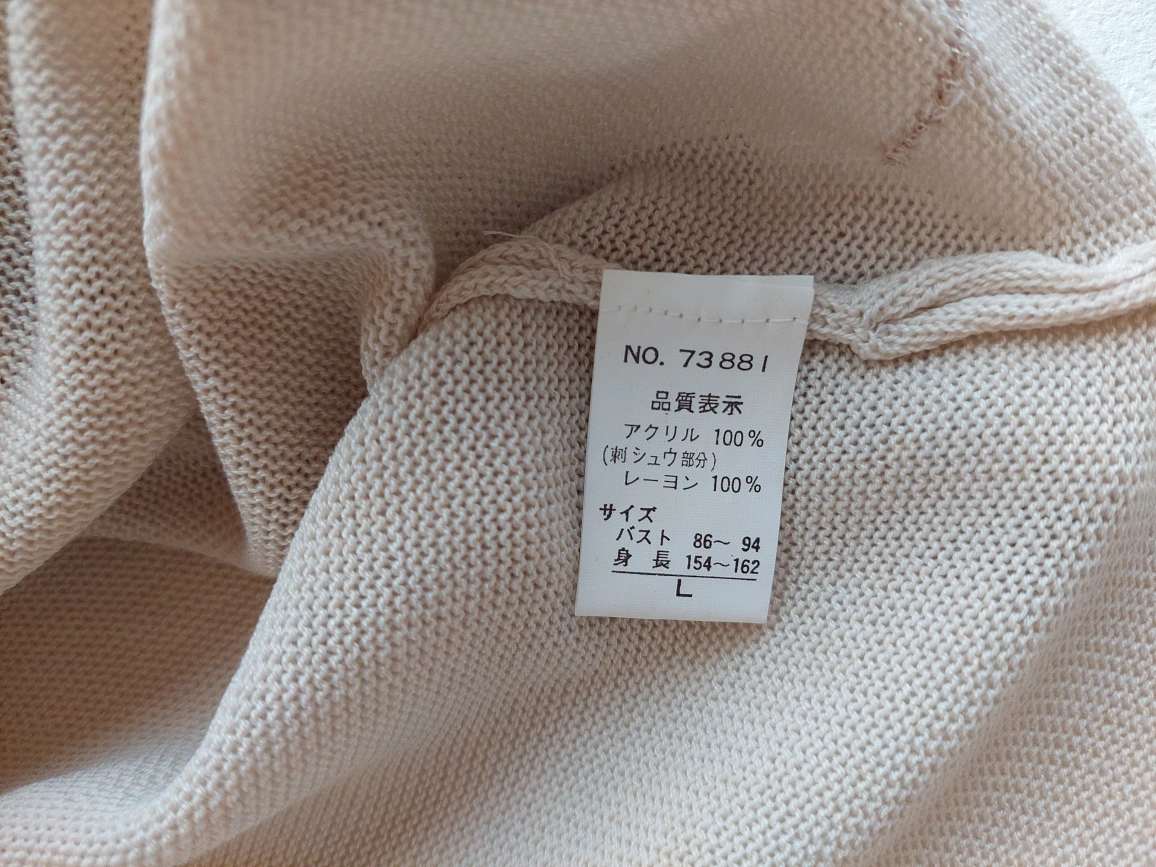 NO. 73881
品質表示
アクリル 100%
(刺シュウ部分)
レーヨン 100%
サイズ
バスト 86〜 94
身 長 154〜162
L